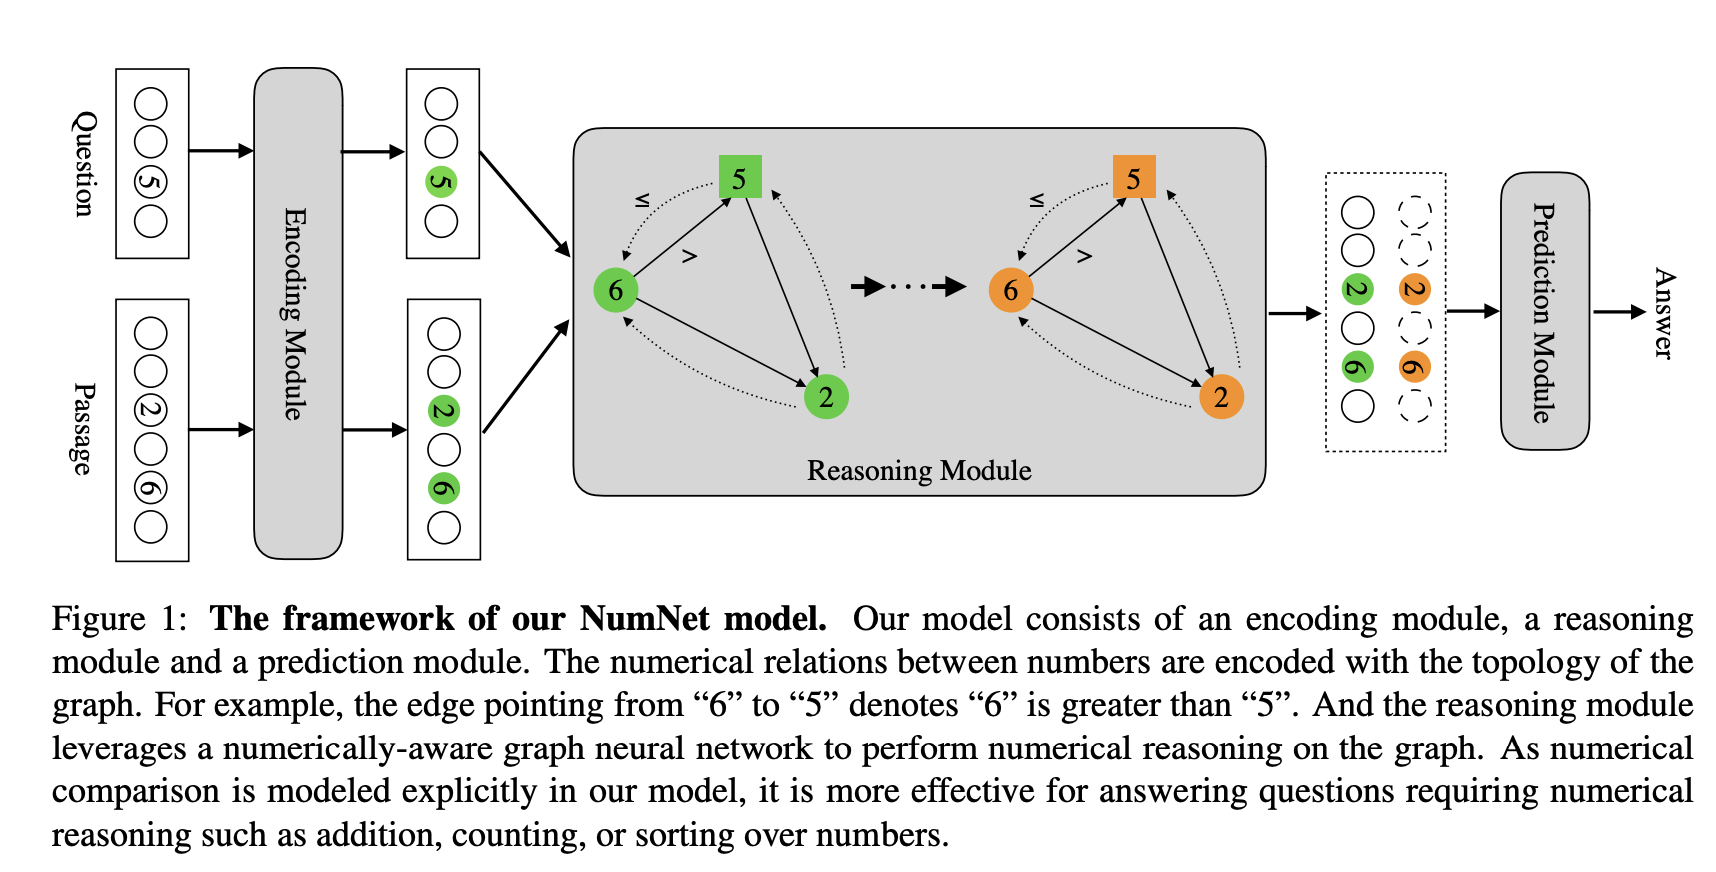 Question
5
Passage
2
6
Encoding Module
5
2
6
5
≤
>
6
2
5
≤
>
6
2
Reasoning Module
2
2
6
6
Prediction Module
Answer
Figure 1: The framework of our NumNet model. Our model consists of an encoding module, a reasoning
module and a prediction module. The numerical relations between numbers are encoded with the topology of the
graph. For example, the edge pointing from “6” to “5” denotes “6” is greater than “5”. And the reasoning module
leverages a numerically-aware graph neural network to perform numerical reasoning on the graph. As numerical
comparison is modeled explicitly in our model, it is more effective for answering questions requiring numerical
reasoning such as addition, counting, or sorting over numbers.